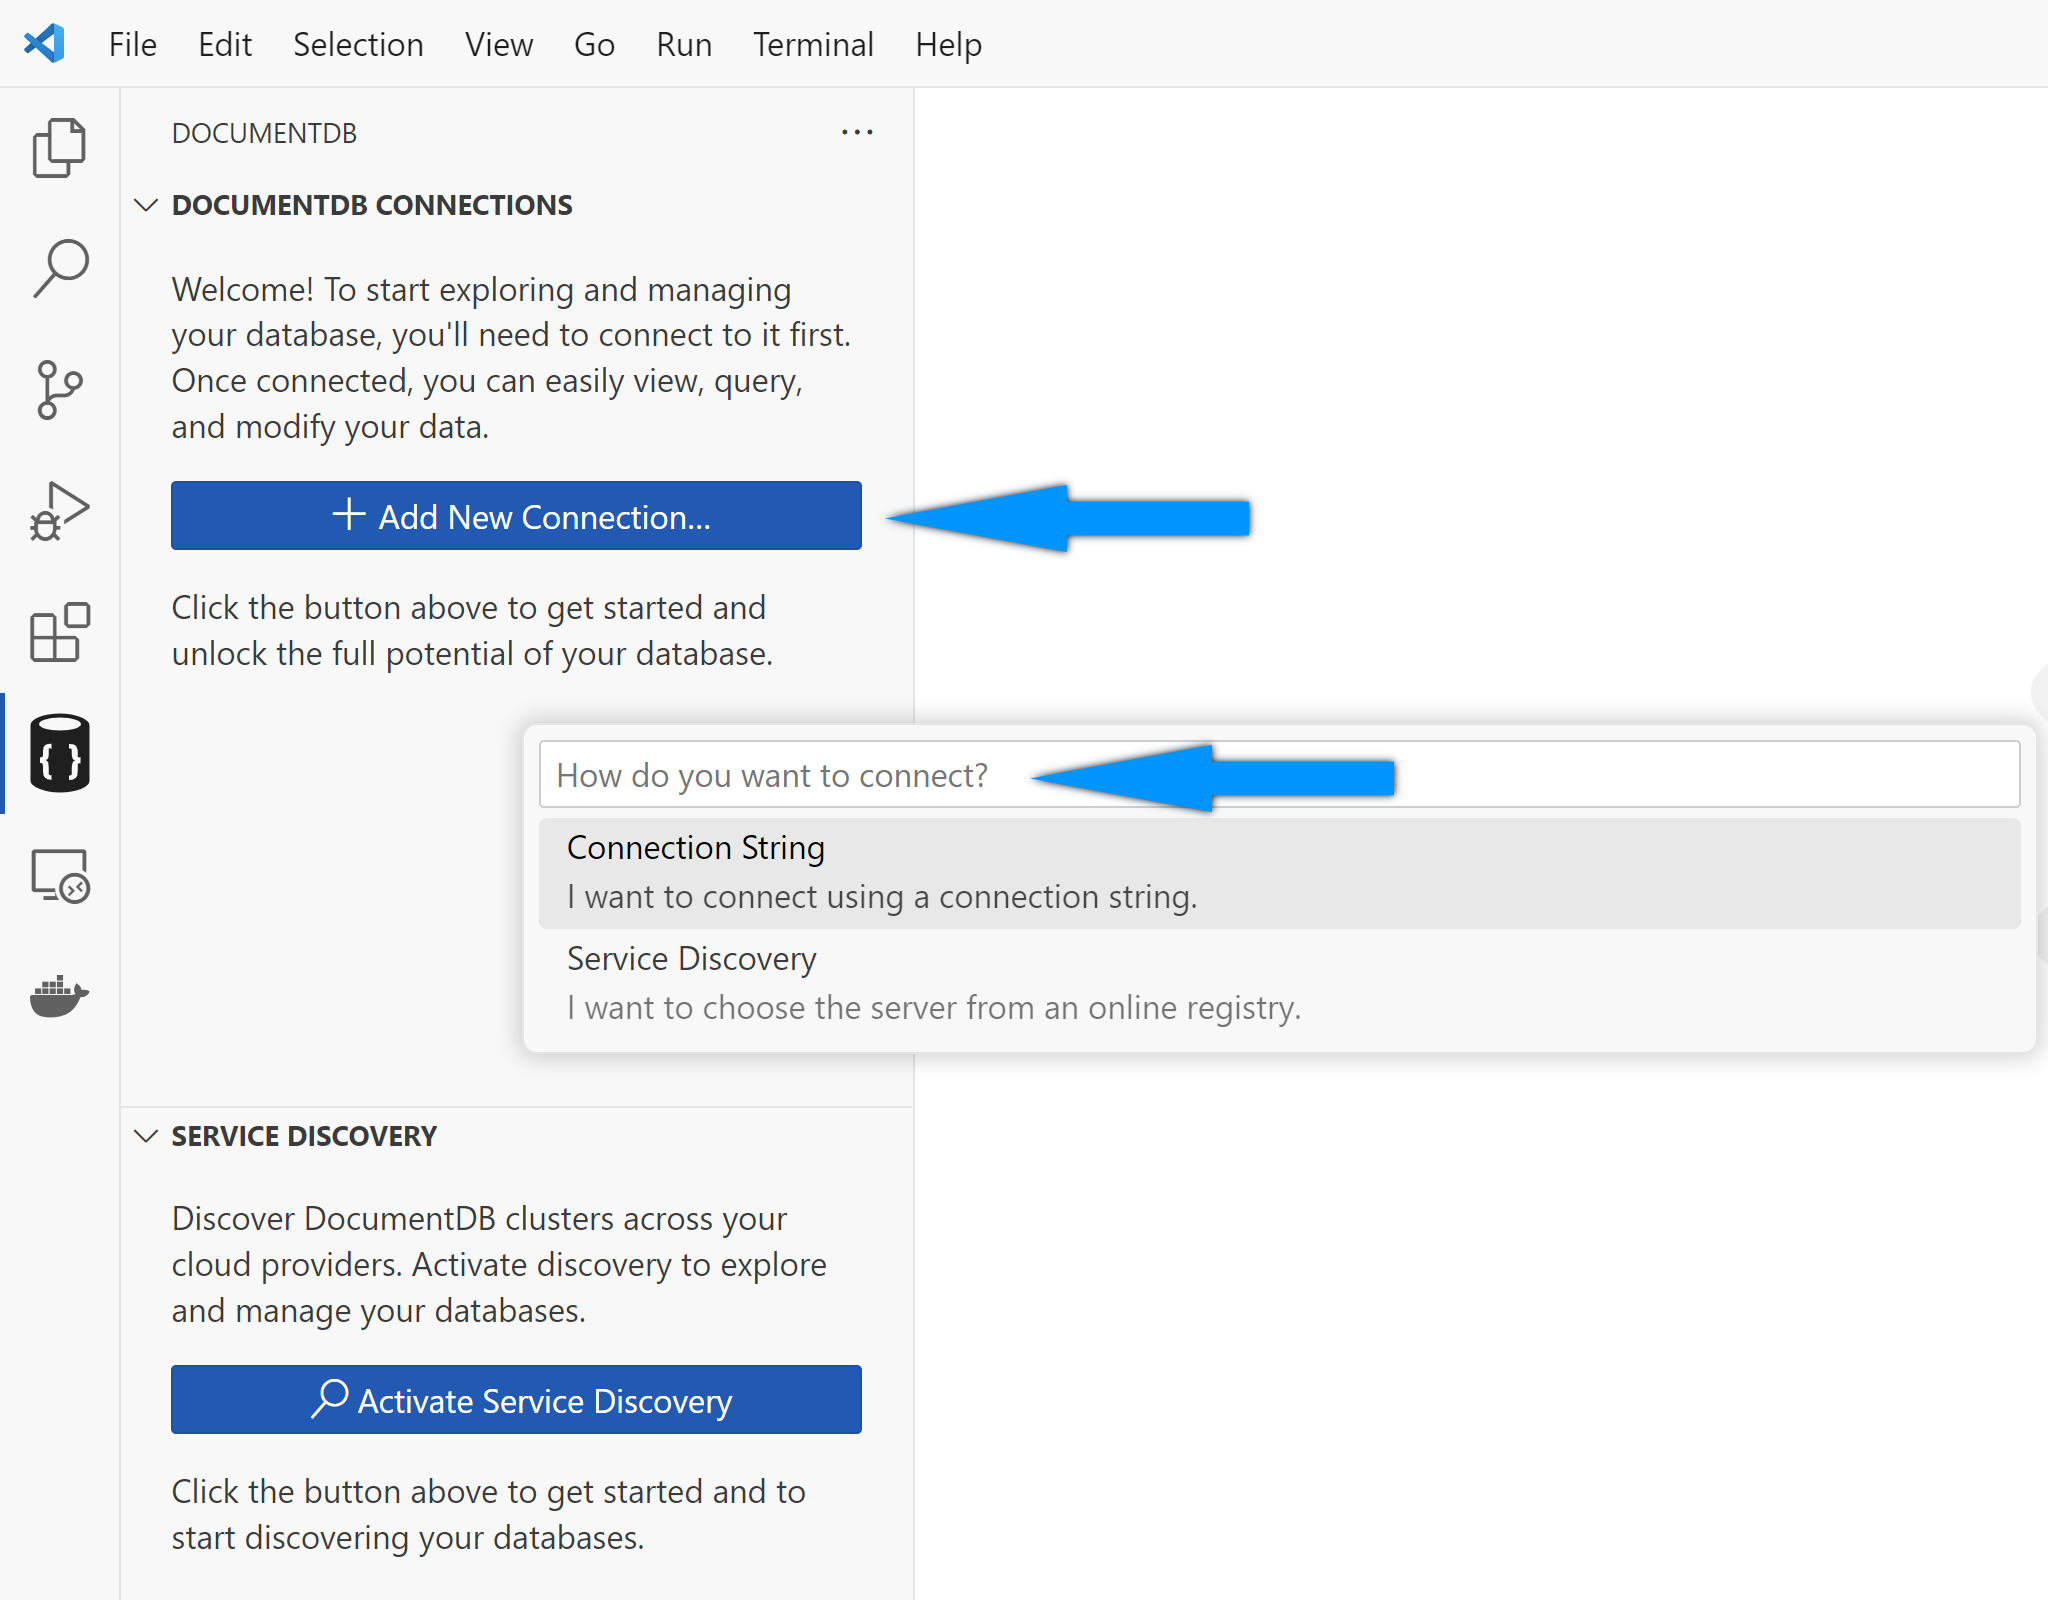 File Edit Selection View Go Run Terminal Help
DOCUMENTDB
DOCUMENTDB CONNECTIONS
Welcome! To start exploring and managing
your database, you'll need to connect to it first.
Once connected, you can easily view, query,
and modify your data.
Add New Connection...
Click the button above to get started and
unlock the full potential of your database.
How do you want to connect?
Connection String
I want to connect using a connection string.
Service Discovery
I want to choose the server from an online registry.
SERVICE DISCOVERY
Discover DocumentDB clusters across your
cloud providers. Activate discovery to explore
and manage your databases.
Activate Service Discovery
Click the button above to get started and to
start discovering your databases.